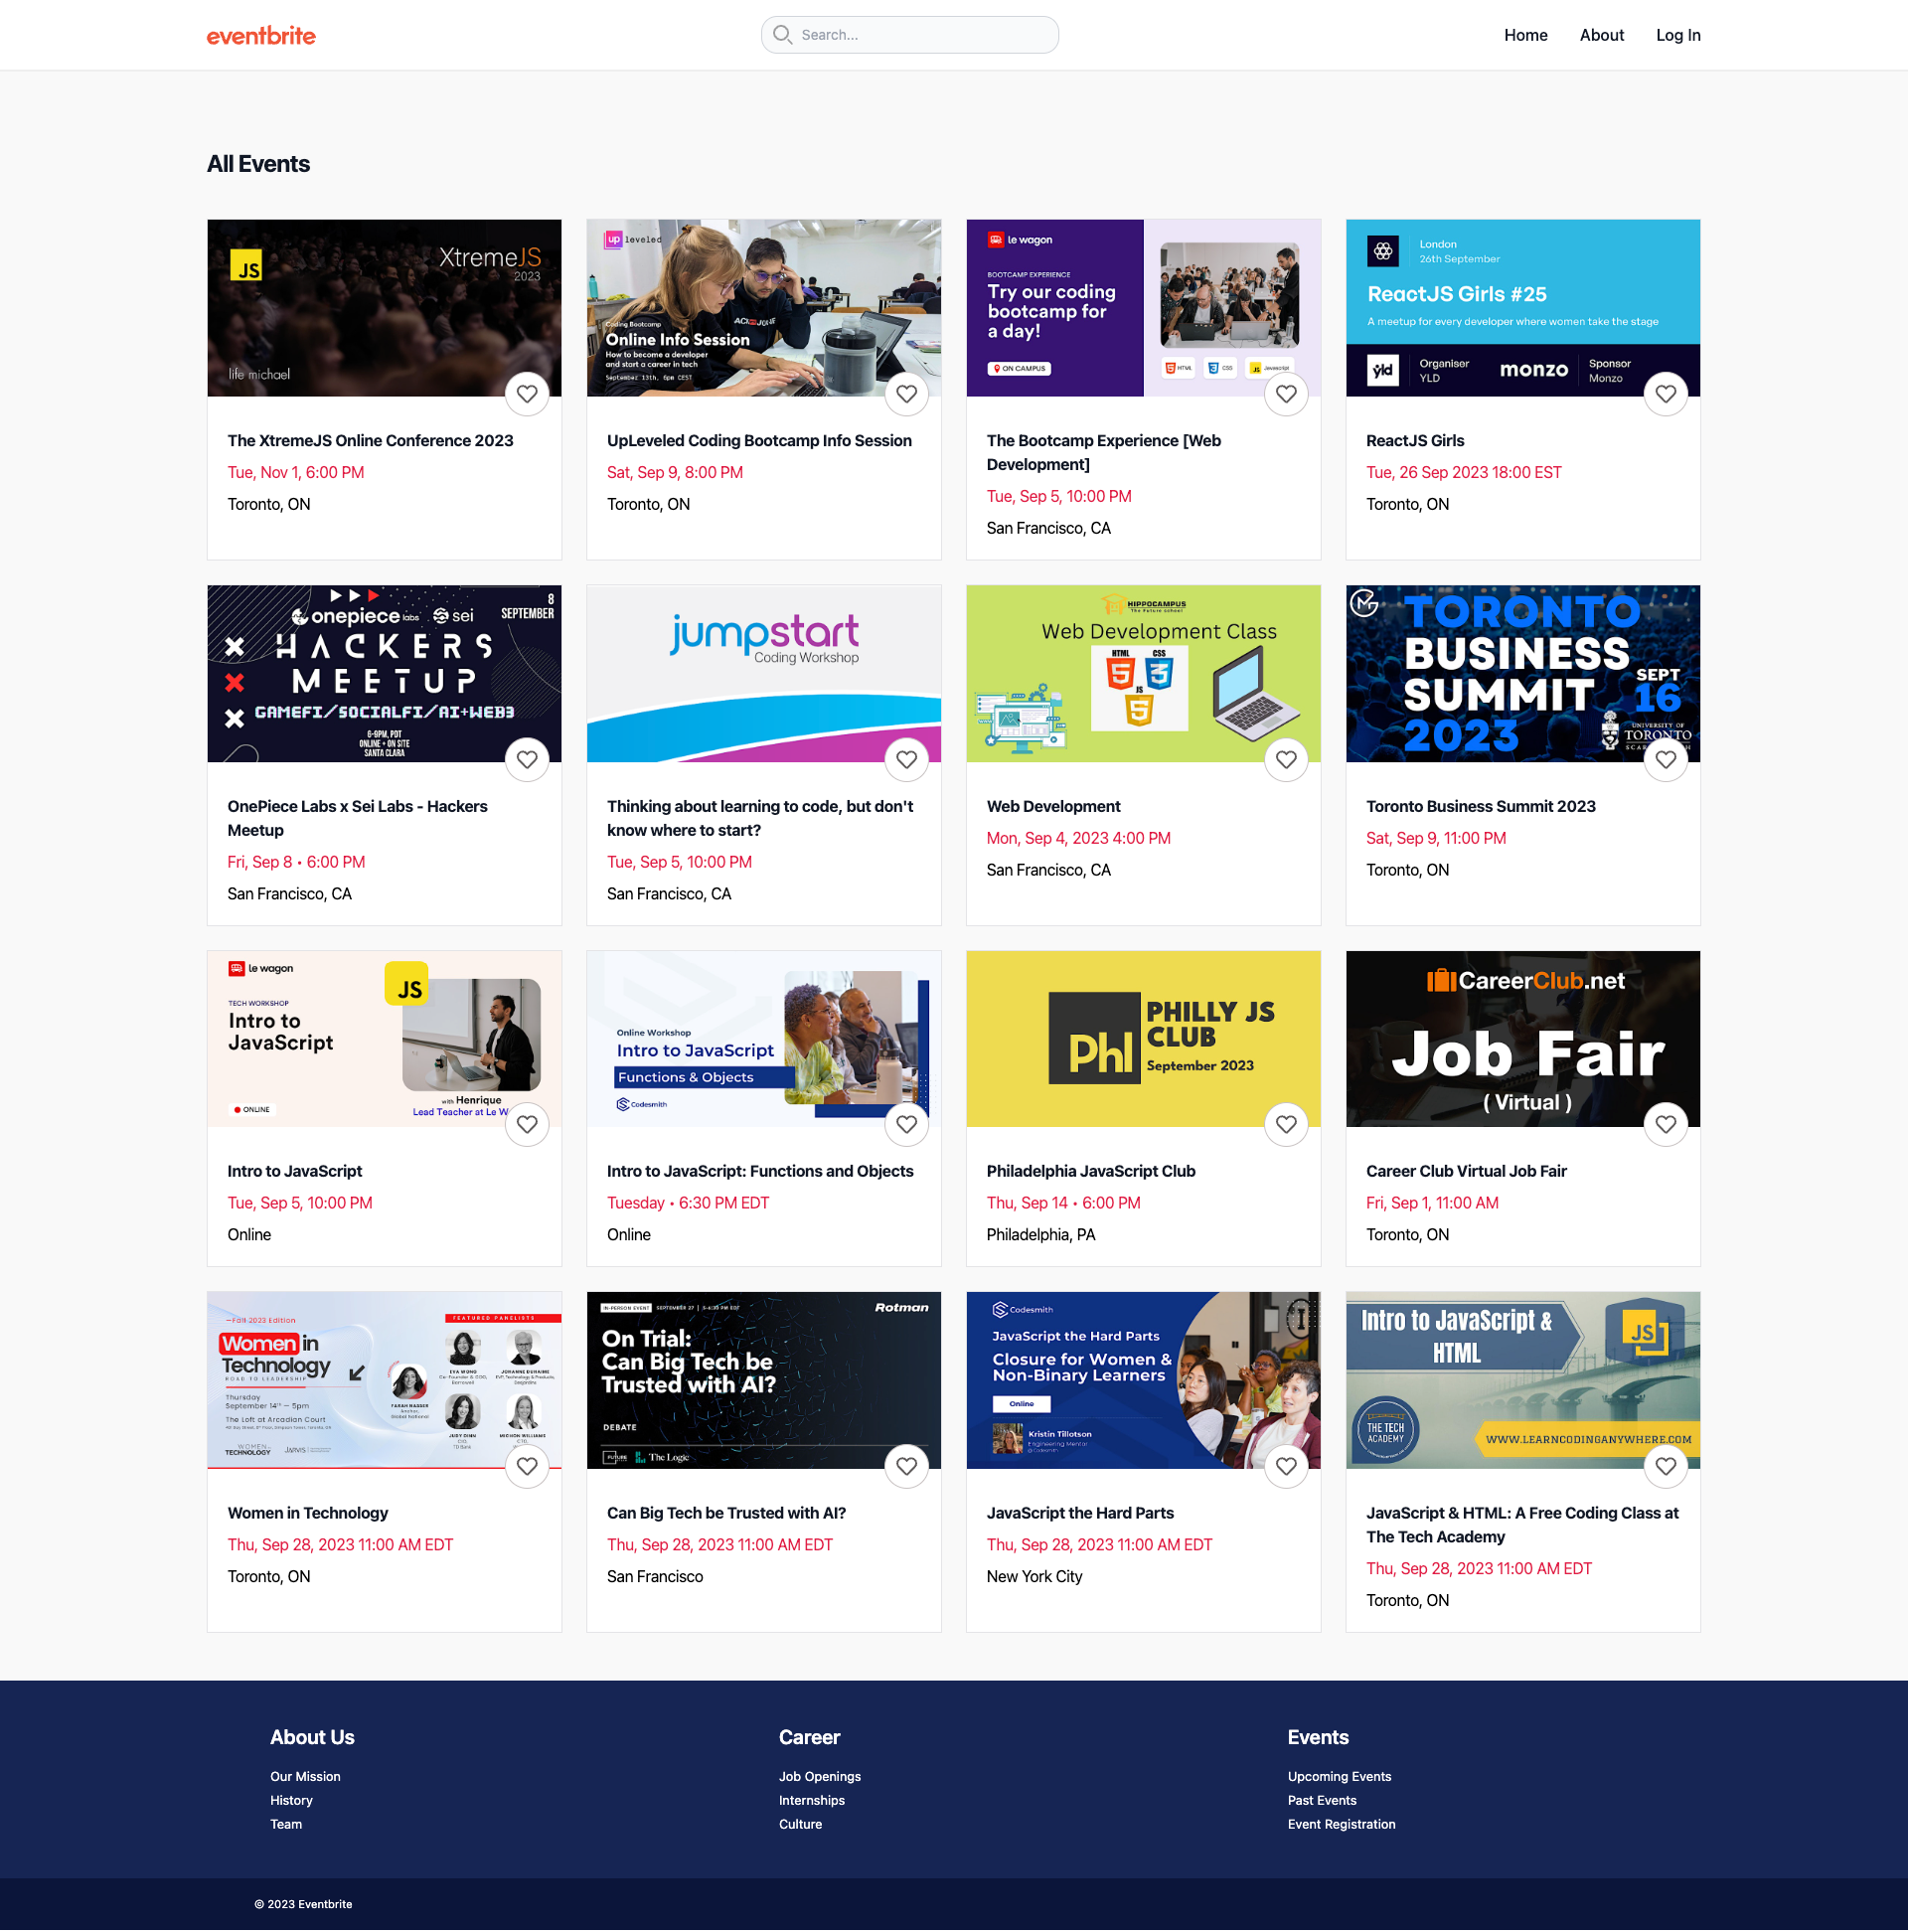 eventbrite
Search...
Home
About
Log In
All Events
JS
XtremeJS
2023
life michael
The XtremeJS Online Conference 2023
Tue, Nov 1, 6:00 PM
Toronto, ON
up leveled
Coding Bootcamp
Online Info Session
How to become a developer
and start a career in tech
September 13th, 6pm CEST
UpLeveled Coding Bootcamp Info Session
Sat, Sep 9, 8:00 PM
Toronto, ON
le wagon
BOOTCAMP EXPERIENCE
Try our coding
bootcamp for
a day!
ON CAMPUS
HTML
CSS
JS Javascript
The Bootcamp Experience [Web
Development]
Tue, Sep 5, 10:00 PM
San Francisco, CA
London
26th September
ReactJS Girls #25
A meetup for every developer where women take the stage
yld
Organiser
YLD
monzo
Sponsor
Monzo
ReactJS Girls
Tue, 26 Sep 2023 18:00 EST
Toronto, ON
8
SEPTEMBER
onepiece labs
sei
HACKERS
MEETUP
GAMEFI/SOCIALFI/AI+WEB3
6-9PM, PDT
ONLINE + ON SITE
SANTA CLARA
OnePiece Labs x Sei Labs - Hackers
Meetup
Fri, Sep 8 • 6:00 PM
San Francisco, CA
jumpstart
Coding Workshop
Thinking about learning to code, but don't
know where to start?
Tue, Sep 5, 10:00 PM
San Francisco, CA
HIPPOCAMPUS
The Future school
Web Development Class
HTML
CSS
JS
Web Development
Mon, Sep 4, 2023 4:00 PM
San Francisco, CA
TORONTO
BUSINESS
SUMMIT
2023
SEPT
16
UNIVERSITY OF
TORONTO
Toronto Business Summit 2023
Sat, Sep 9, 11:00 PM
Toronto, ON
le wagon
JS
TECH WORKSHOP
Intro to
JavaScript
ONLINE
with Henrique
Lead Teacher at Le W
Intro to JavaScript
Tue, Sep 5, 10:00 PM
Online
Online Workshop
Intro to JavaScript
Functions & Objects
Codesmith
Intro to JavaScript: Functions and Objects
Tuesday • 6:30 PM EDT
Online
Phl
PHILLY JS
CLUB
September 2023
Philadelphia JavaScript Club
Thu, Sep 14 • 6:00 PM
Philadelphia, PA
CareerClub.net
Job Fair
( Virtual )
Career Club Virtual Job Fair
Fri, Sep 1, 11:00 AM
Toronto, ON
Fall 2023 Edition
Women in
Technology
ROAD TO LEADERSHIP
Thursday
September 14th — 5pm
The Loft at Arcadian Court
WOMEN IN
TECHNOLOGY
JARVIS
FEATURED PANELISTS
Women in Technology
Thu, Sep 28, 2023 11:00 AM EDT
Toronto, ON
IN-PERSON EVENT
Rotman
On Trial:
Can Big Tech be
Trusted with AI?
DEBATE
The Logic
Can Big Tech be Trusted with AI?
Thu, Sep 28, 2023 11:00 AM EDT
San Francisco
Codesmith
JavaScript the Hard Parts
Closure for Women &
Non-Binary Learners
Online
Kristin Tillotson
Engineering Mentor
JavaScript the Hard Parts
Thu, Sep 28, 2023 11:00 AM EDT
New York City
Intro to JavaScript &
HTML
JS
THE TECH
ACADEMY
WWW.LEARNCODINGANYWHERE.COM
JavaScript & HTML: A Free Coding Class at
The Tech Academy
Thu, Sep 28, 2023 11:00 AM EDT
Toronto, ON
About Us
Our Mission
History
Team
Career
Job Openings
Internships
Culture
Events
Upcoming Events
Past Events
Event Registration
© 2023 Eventbrite